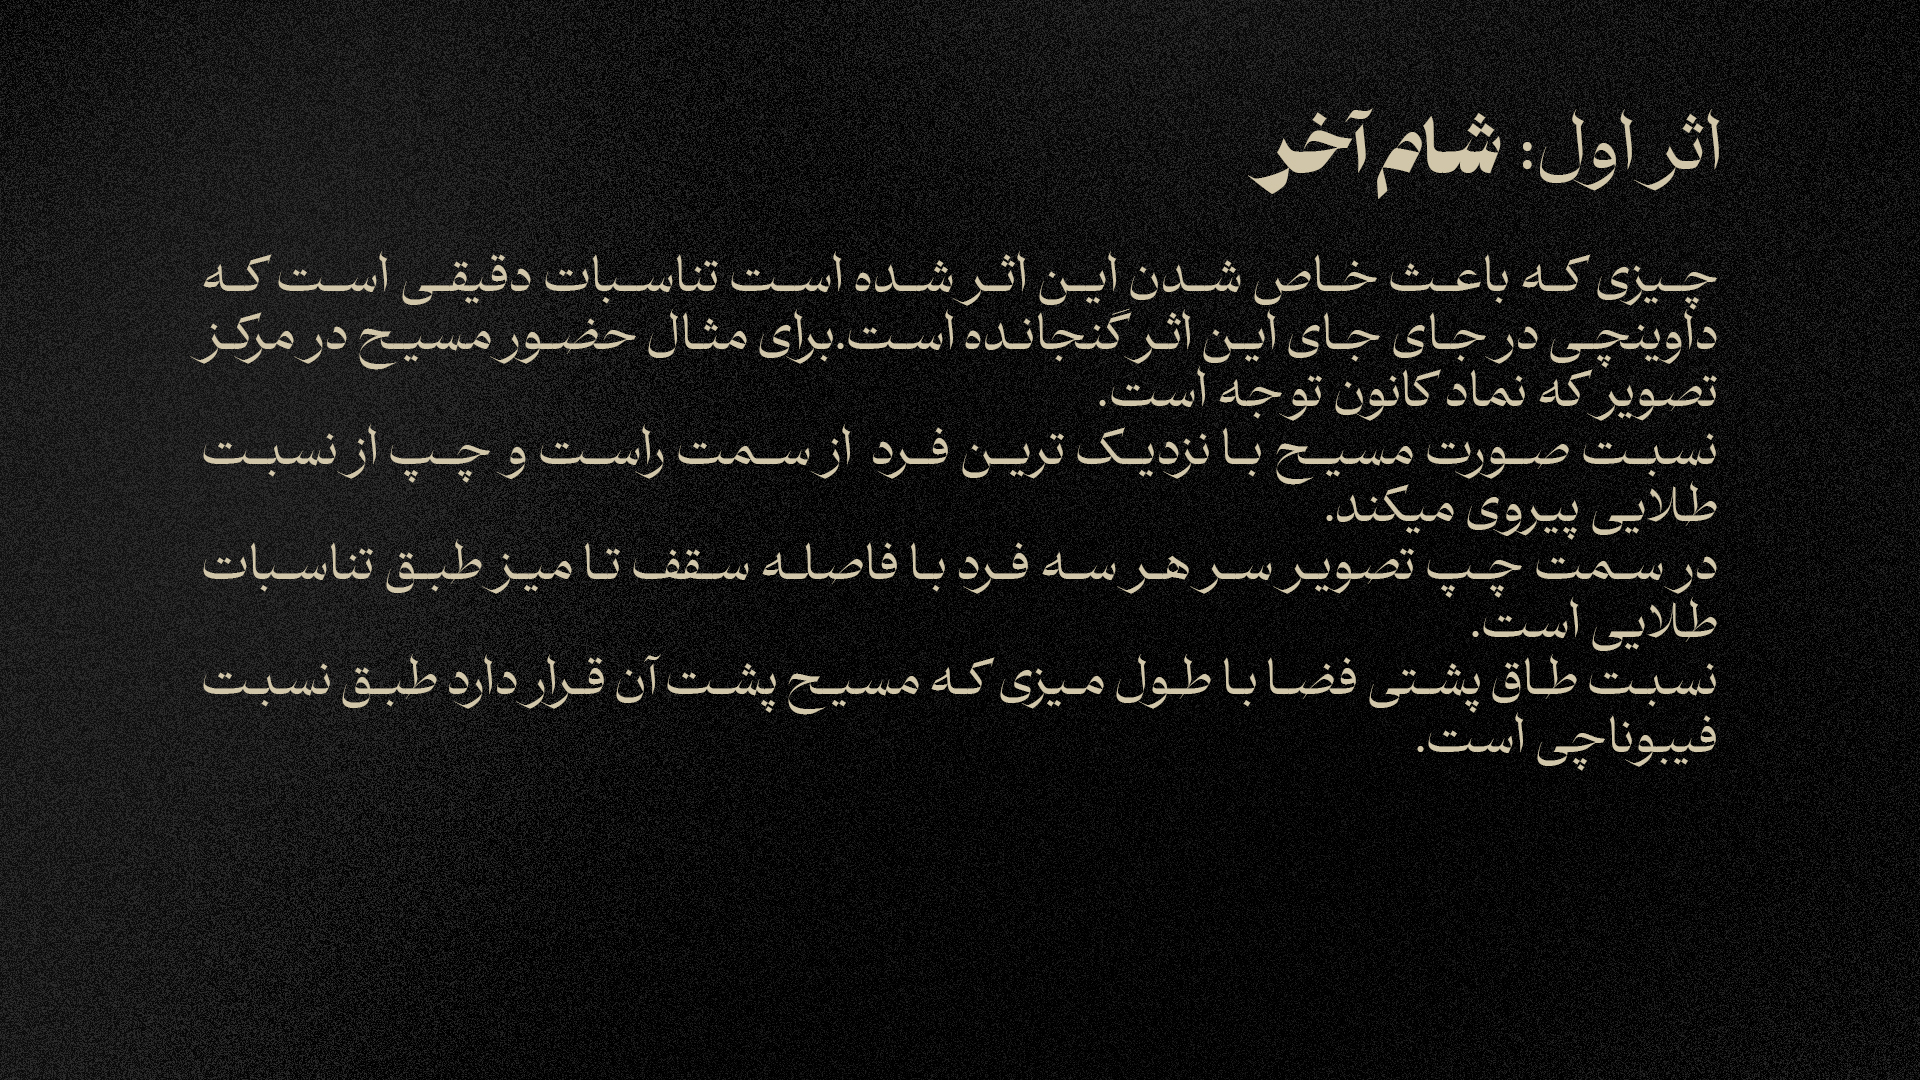 اثر اول: شام آخر
چیزی که باعث خاص شدن این اثر شده است تناسبات دقیقی است که
داوینچی در جای جای این اثر گنجانده است.برای مثال حضور مسیح در مرکز
تصویر که نماد کانون توجه است.
نسبت صورت مسیح با نزدیک ترین فرد از سمت راست و چپ از نسبت
طلایی پیروی میکند.
در سمت چپ تصویر سر هر سه فرد با فاصله سقف تا میز طبق تناسبات
طلایی است.
نسبت طاق پشتی فضا با طول میزی که مسیح پشت آن قرار دارد طبق نسبت
فیبوناچی است.